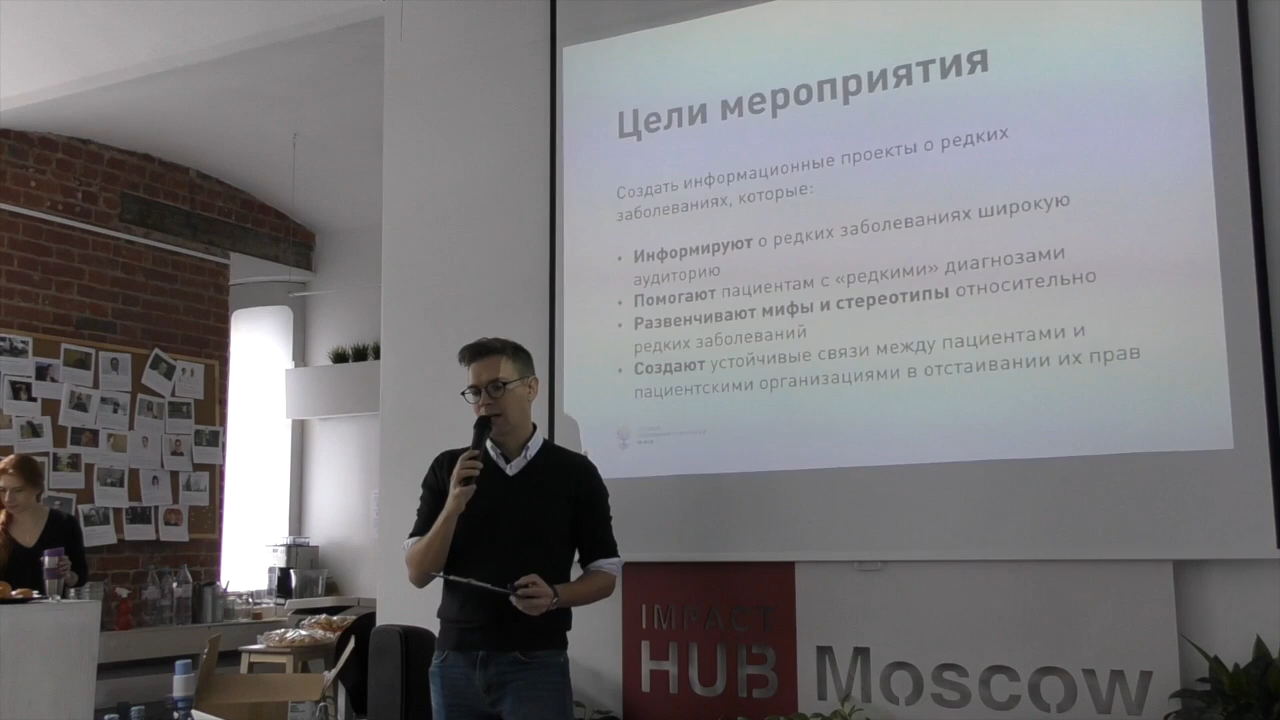 Цели мероприятия
Создать информационные проекты о редких
заболеваниях, которые:
• Информируют о редких заболеваниях широкую
аудиторию
• Помогают пациентам с «редкими» диагнозами
• Развенчивают мифы и стереотипы относительно
редких заболеваний
• Создают устойчивые связи между пациентами и
пациентскими организациями в отстаивании их прав
IMPACT
HUB Moscow